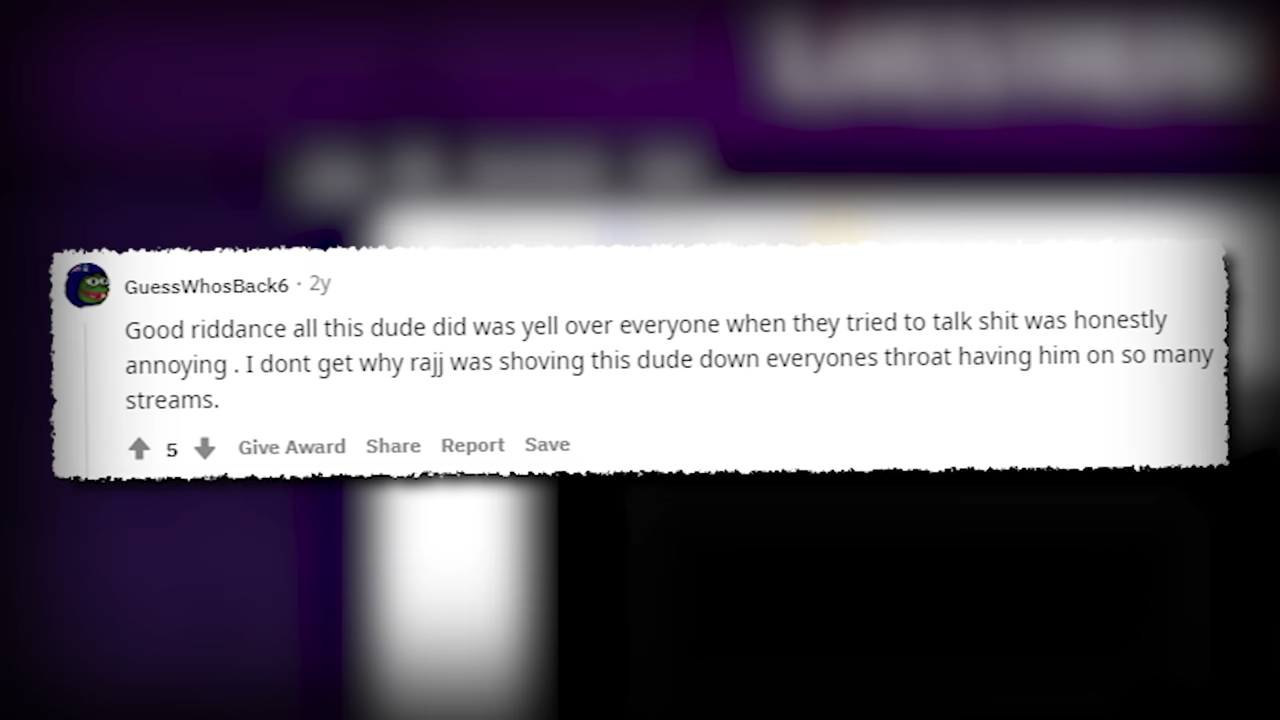 GuessWhosBack6 · 2y
Good riddance all this dude did was yell over everyone when they tried to talk shit was honestly
annoying . I dont get why rajj was shoving this dude down everyones throat having him on so many
streams.
5 Give Award Share Report Save